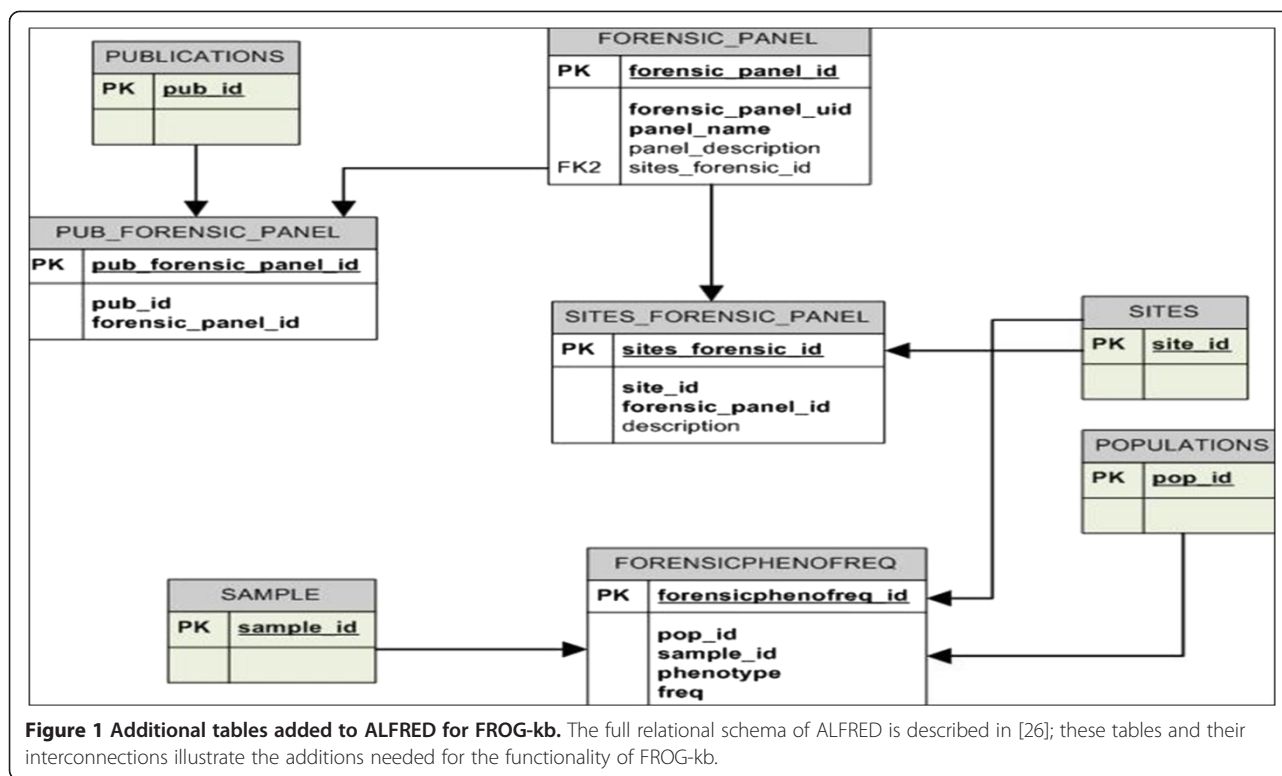 PUBLICATIONS
PK pub_id
FORENSIC_PANEL
PK forensic_panel_id
forensic_panel_uid
panel_name
panel_description
FK2 sites_forensic_id
PUB_FORENSIC_PANEL
PK pub_forensic_panel_id
pub_id
forensic_panel_id
SITES_FORENSIC_PANEL
PK sites_forensic_id
site_id
forensic_panel_id
description
SITES
PK site_id
POPULATIONS
PK pop_id
SAMPLE
PK sample_id
FORENSICPHENOFREQ
PK forensicphenofreq_id
pop_id
sample_id
phenotype
freq
Figure 1 Additional tables added to ALFRED for FROG-kb. The full relational schema of ALFRED is described in [26]; these tables and their
interconnections illustrate the additions needed for the functionality of FROG-kb.